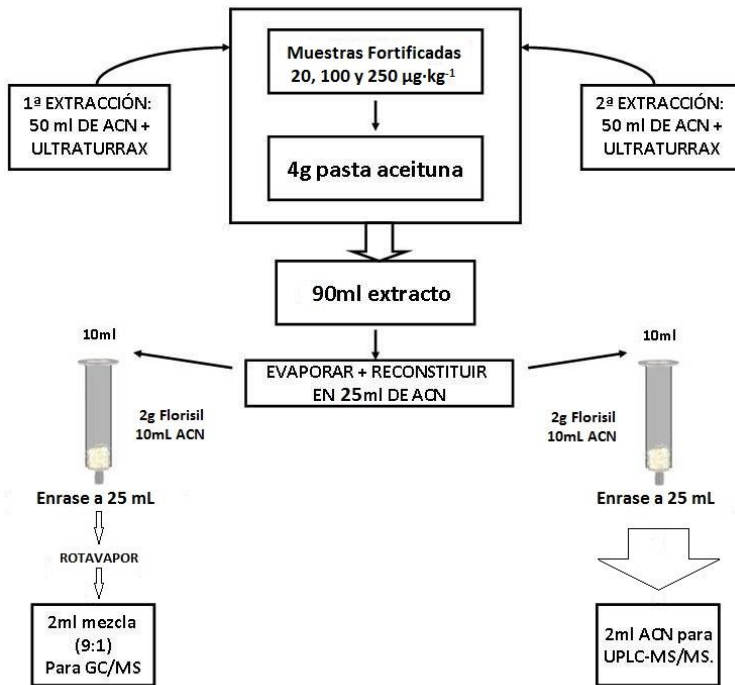 Muestras Fortificadas
20, 100 y 250 µg·kg⁻¹
1ª EXTRACCIÓN:
50 ml DE ACN +
ULTRATURRAX
2ª EXTRACCIÓN:
50 ml DE ACN +
ULTRATURRAX
4g pasta aceituna
90ml extracto
10ml
10ml
EVAPORAR + RECONSTITUIR
EN 25ml DE ACN
2g Florisil
10mL ACN
2g Florisil
10mL ACN
Enrase a 25 mL
Enrase a 25 mL
ROTAVAPOR
2ml mezcla
(9:1)
Para GC/MS
2ml ACN para
UPLC-MS/MS.